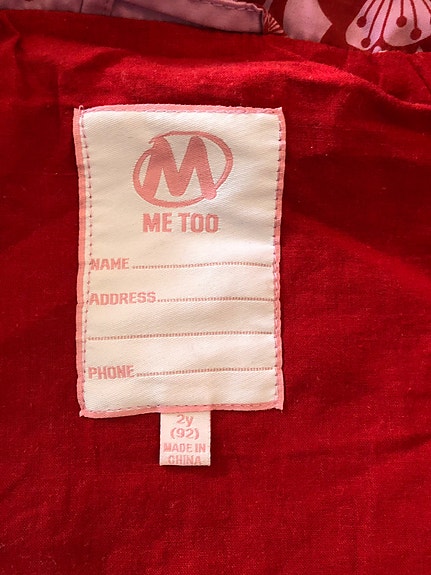 M
ME TOO
NAME
ADDRESS
PHONE
2y
(92)
MADE IN
CHINA